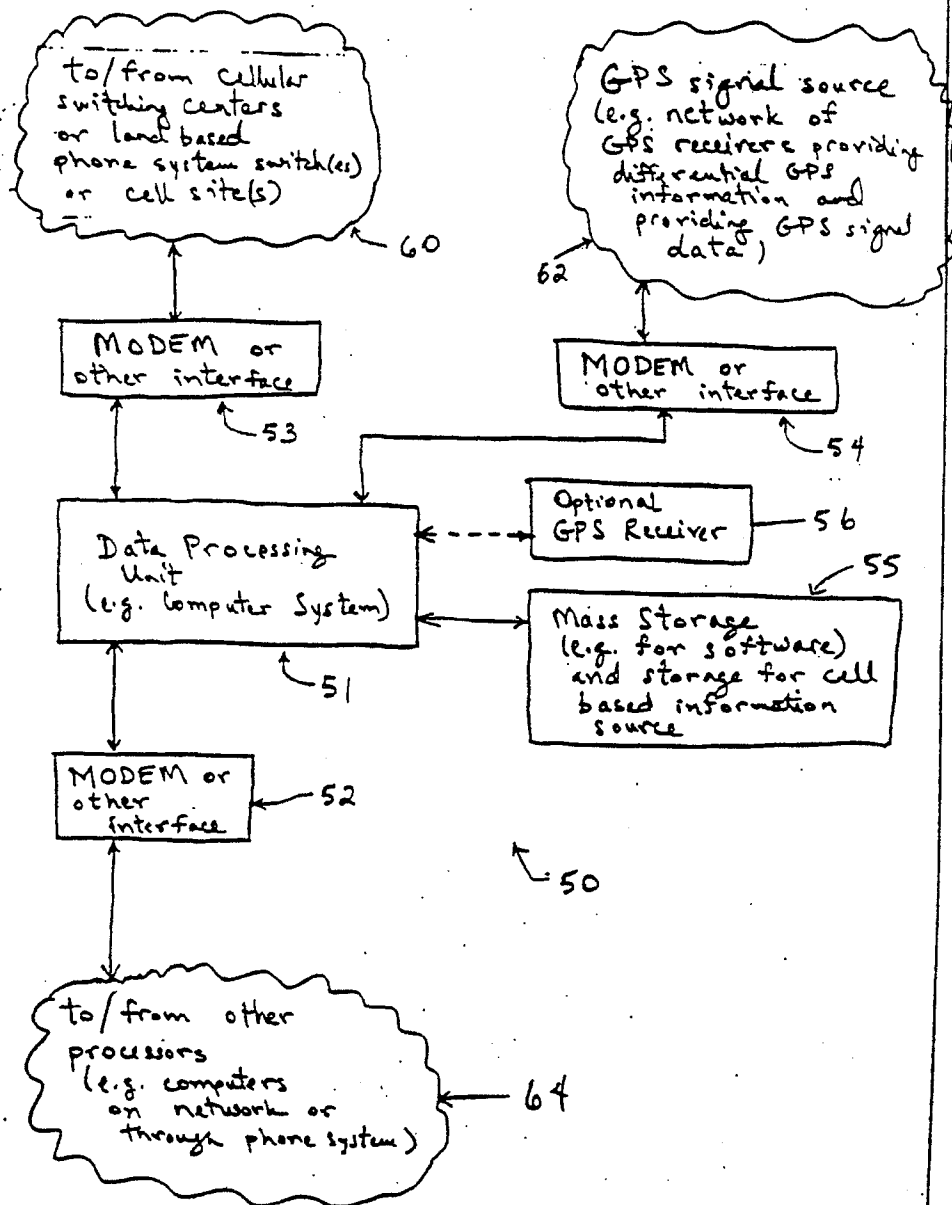 to/from cellular
switching centers
or land based
phone system switch(es)
or cell site(s)
60
GPS signal source
(e.g. network of
GPS receivers providing
differential GPS
information and
providing GPS signal
data)
62
MODEM or
other interface
53
MODEM or
other interface
54
Data Processing
Unit
(e.g. Computer System)
51
Optional
GPS Receiver
56
55
Mass Storage
(e.g. for software)
and storage for cell
based information
source
MODEM or
other
interface
52
50
to/from other
processors
(e.g. computers
on network or
through phone system)
64